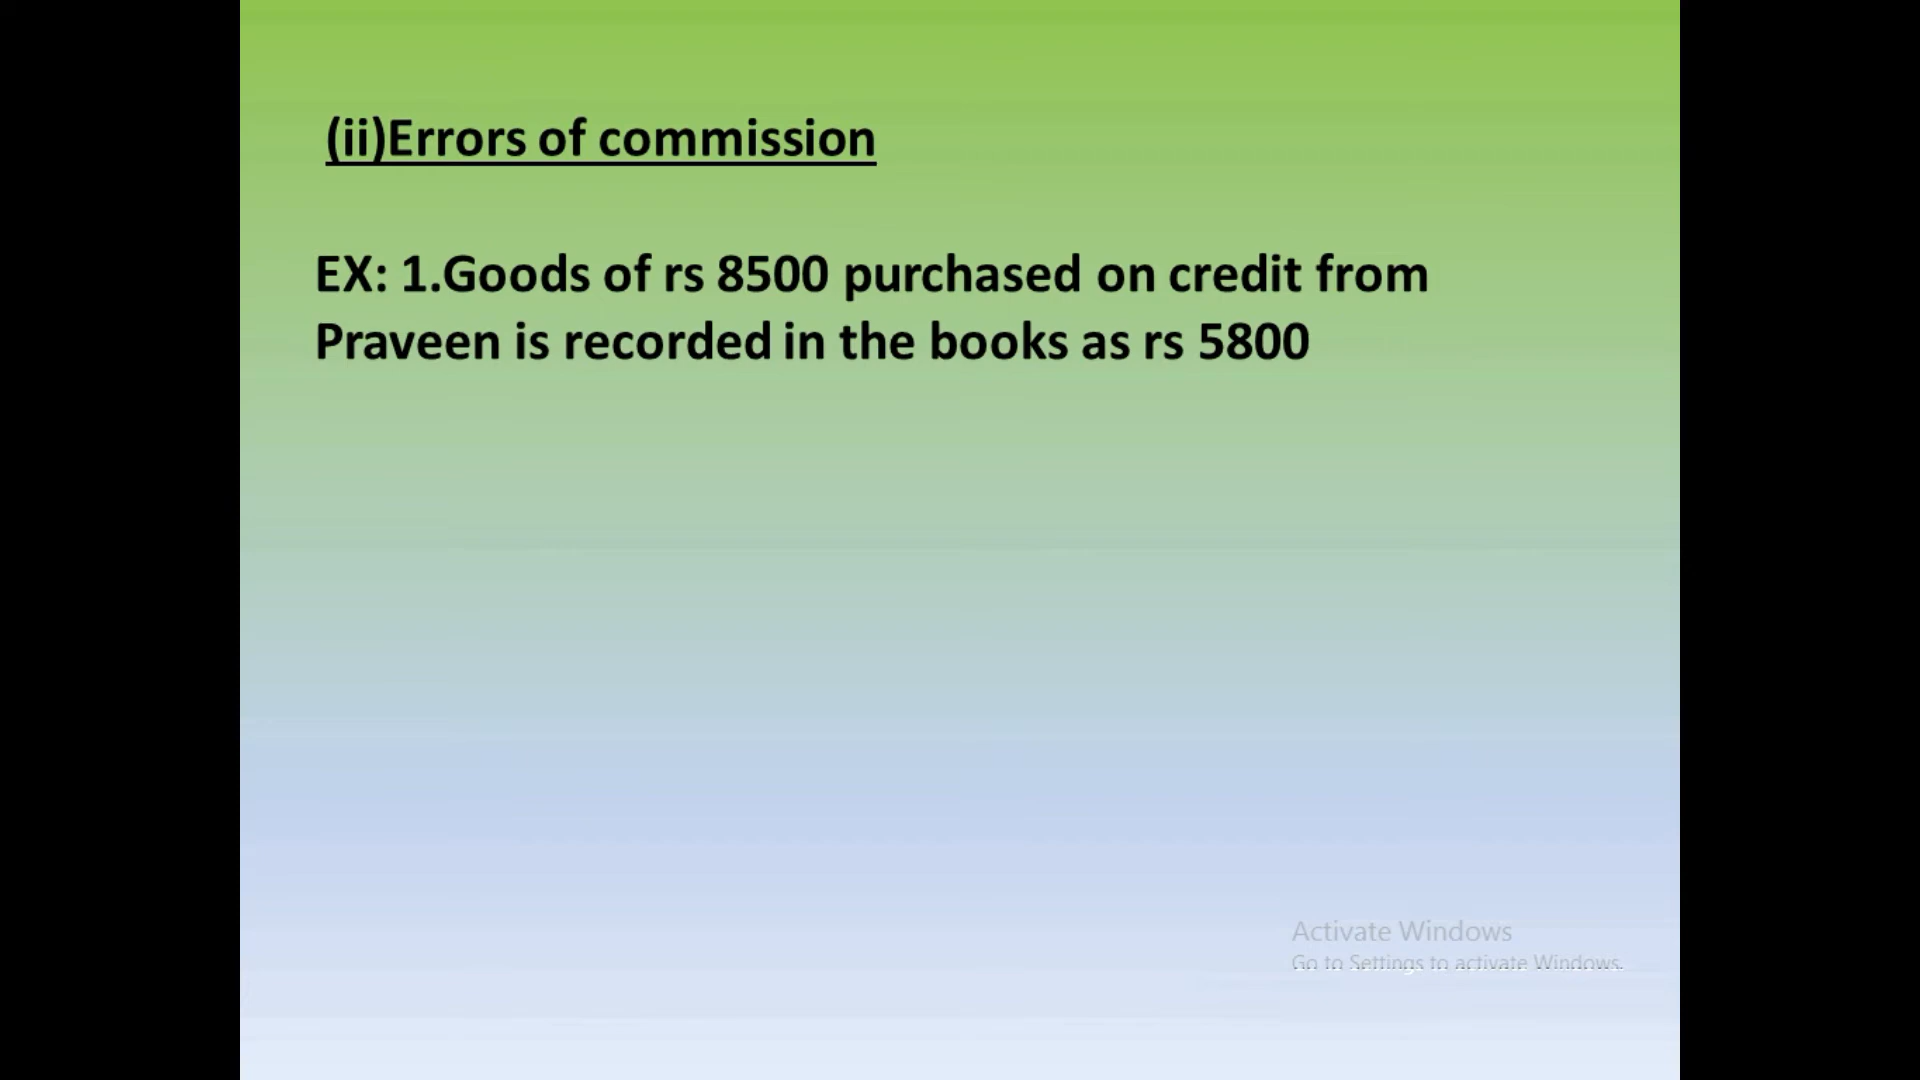 (ii)Errors of commission
EX: 1.Goods of rs 8500 purchased on credit from
Praveen is recorded in the books as rs 5800
Activate Windows
Go to Settings to activate Windows.